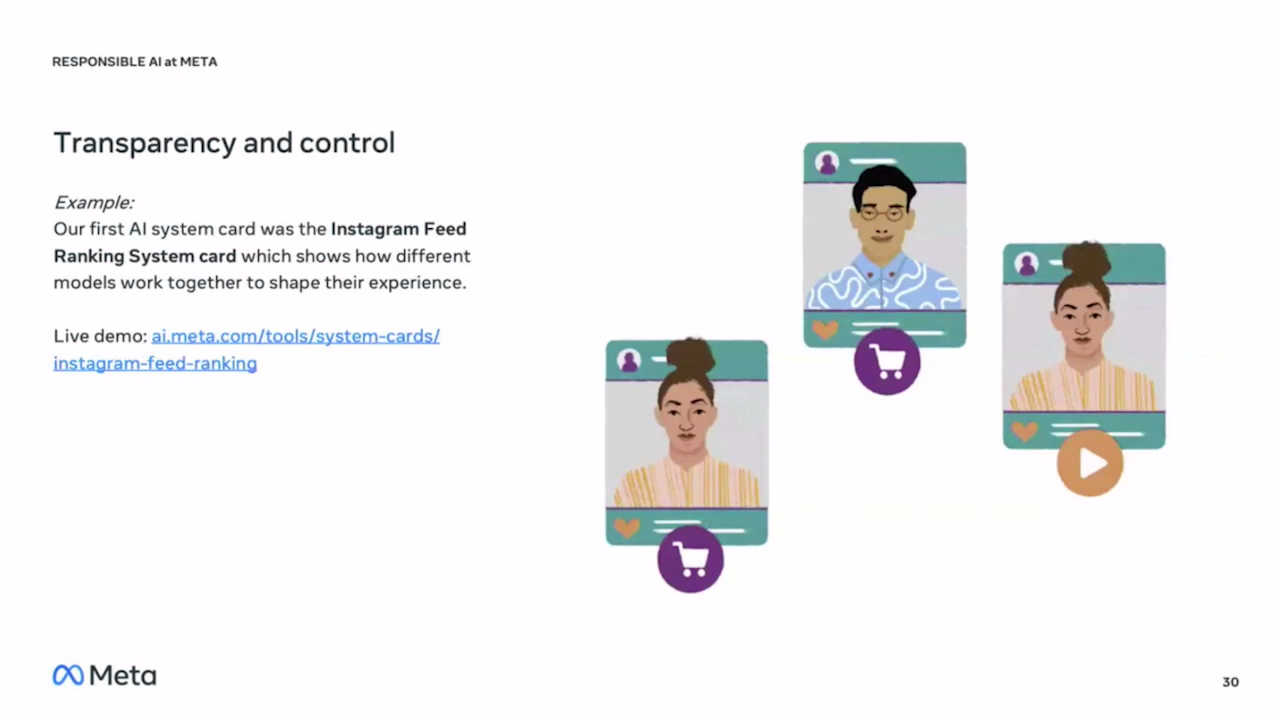 RESPONSIBLE AI at META
Transparency and control
Example:
Our first AI system card was the Instagram Feed
Ranking System card which shows how different
models work together to shape their experience.
Live demo: ai.meta.com/tools/system-cards/
instagram-feed-ranking
Meta
30